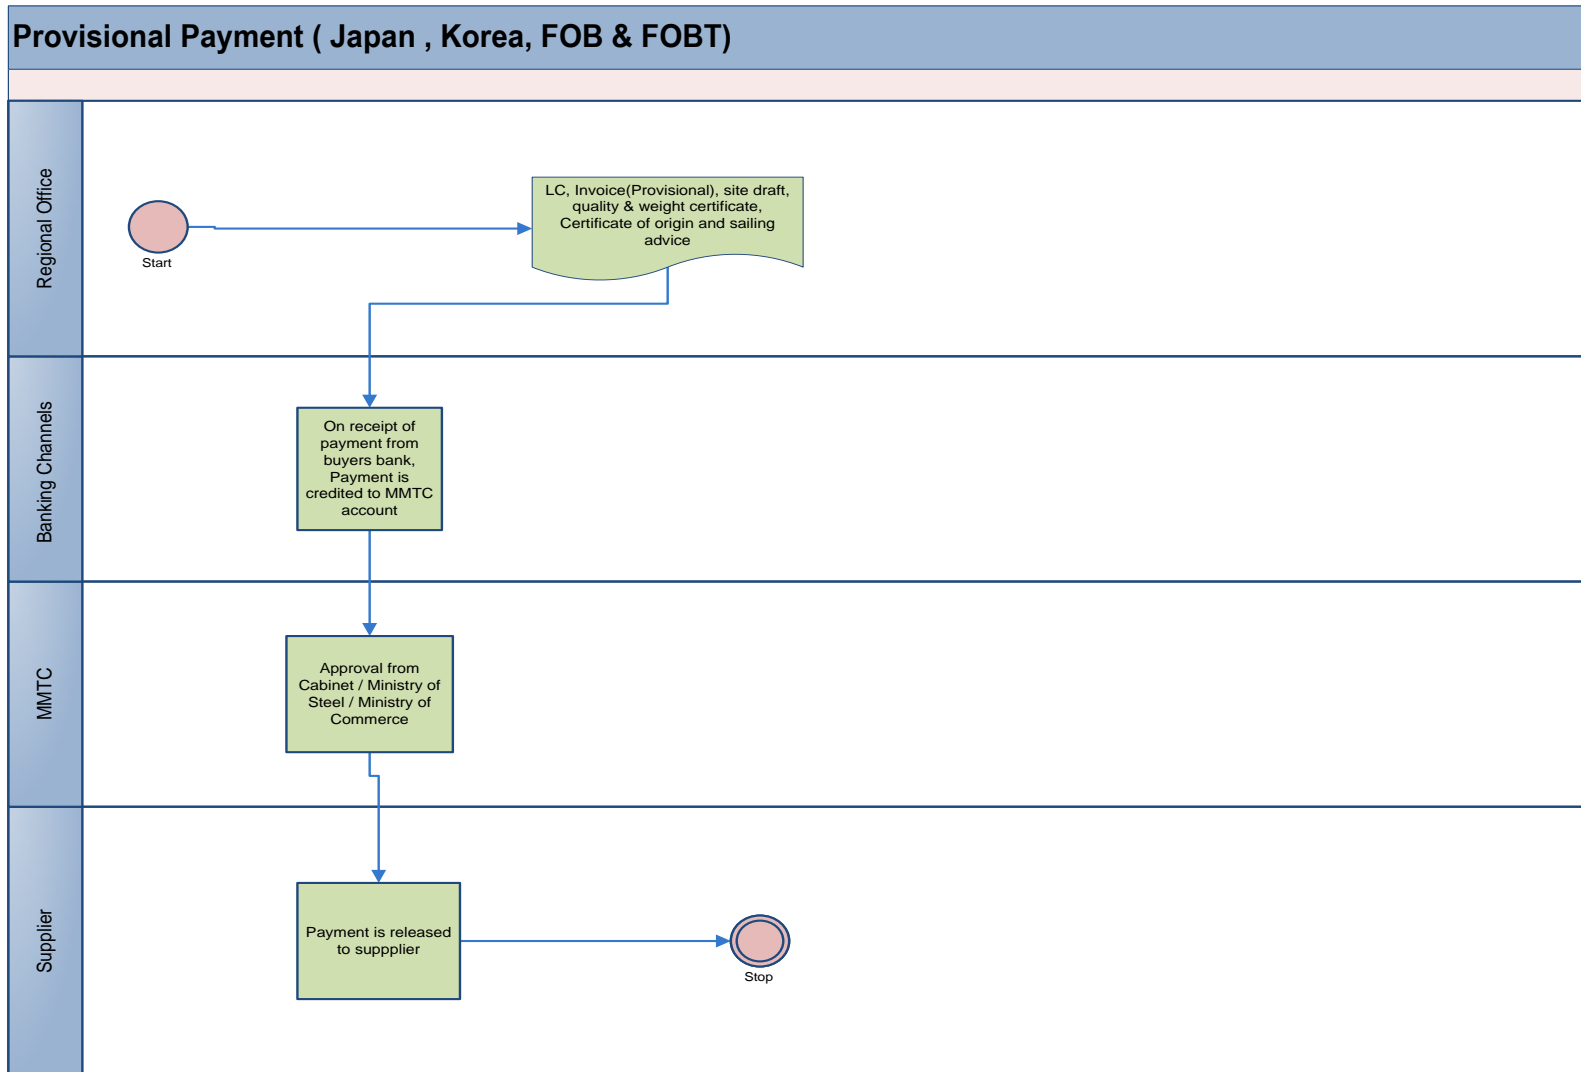 Provisional Payment ( Japan , Korea, FOB & FOBT)
Regional Office
Start
LC, Invoice(Provisional), site draft,
quality & weight certificate,
Certificate of origin and sailing
advice
Banking Channels
On receipt of
payment from
buyers bank,
Payment is
credited to MMTC
account
MMTC
Approval from
Cabinet / Ministry of
Steel / Ministry of
Commerce
Supplier
Payment is released
to suppplier
Stop